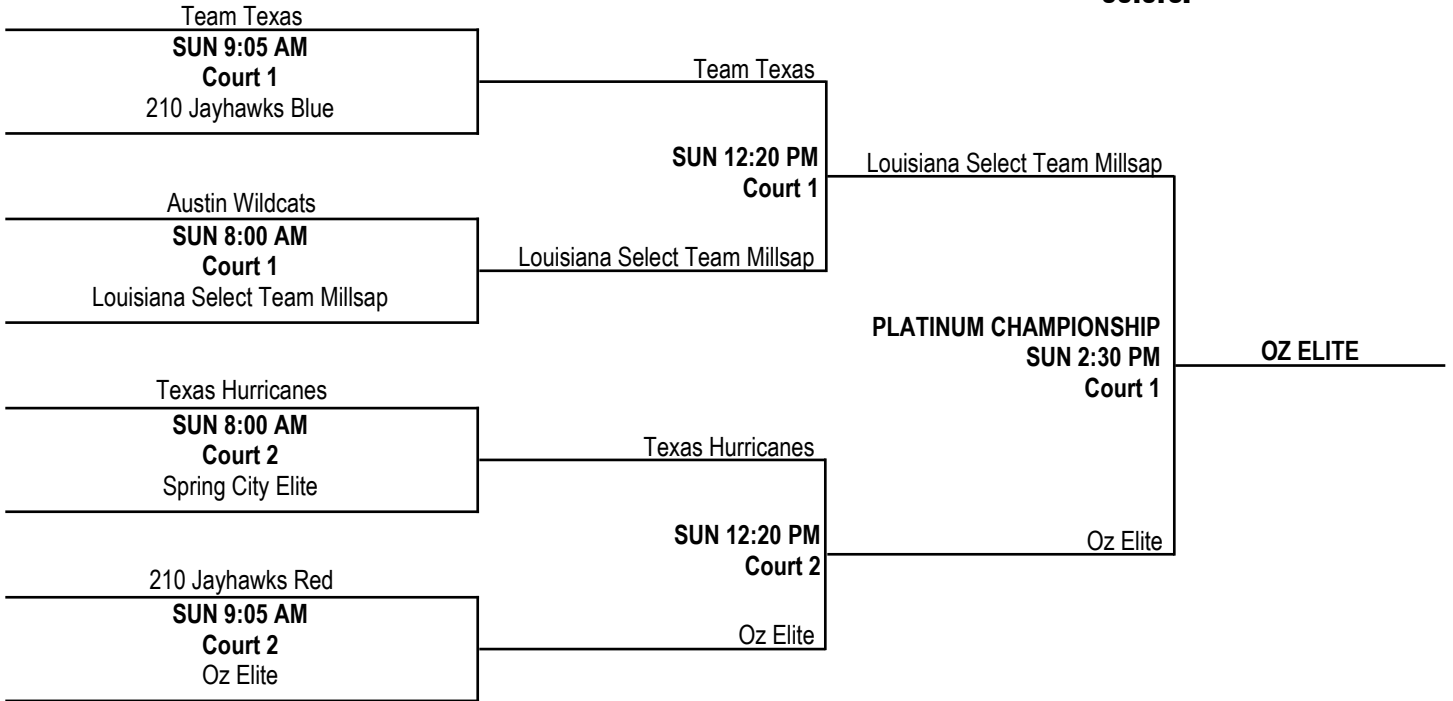 Team Texas
SUN 9:05 AM
Court 1
210 Jayhawks Blue
Team Texas
SUN 12:20 PM
Court 1
Louisiana Select Team Millsap
Austin Wildcats
SUN 8:00 AM
Court 1
Louisiana Select Team Millsap
Louisiana Select Team Millsap
PLATINUM CHAMPIONSHIP
SUN 2:30 PM
Court 1
OZ ELITE
Texas Hurricanes
SUN 8:00 AM
Court 2
Spring City Elite
Texas Hurricanes
SUN 12:20 PM
Court 2
Oz Elite
210 Jayhawks Red
SUN 9:05 AM
Court 2
Oz Elite
Oz Elite